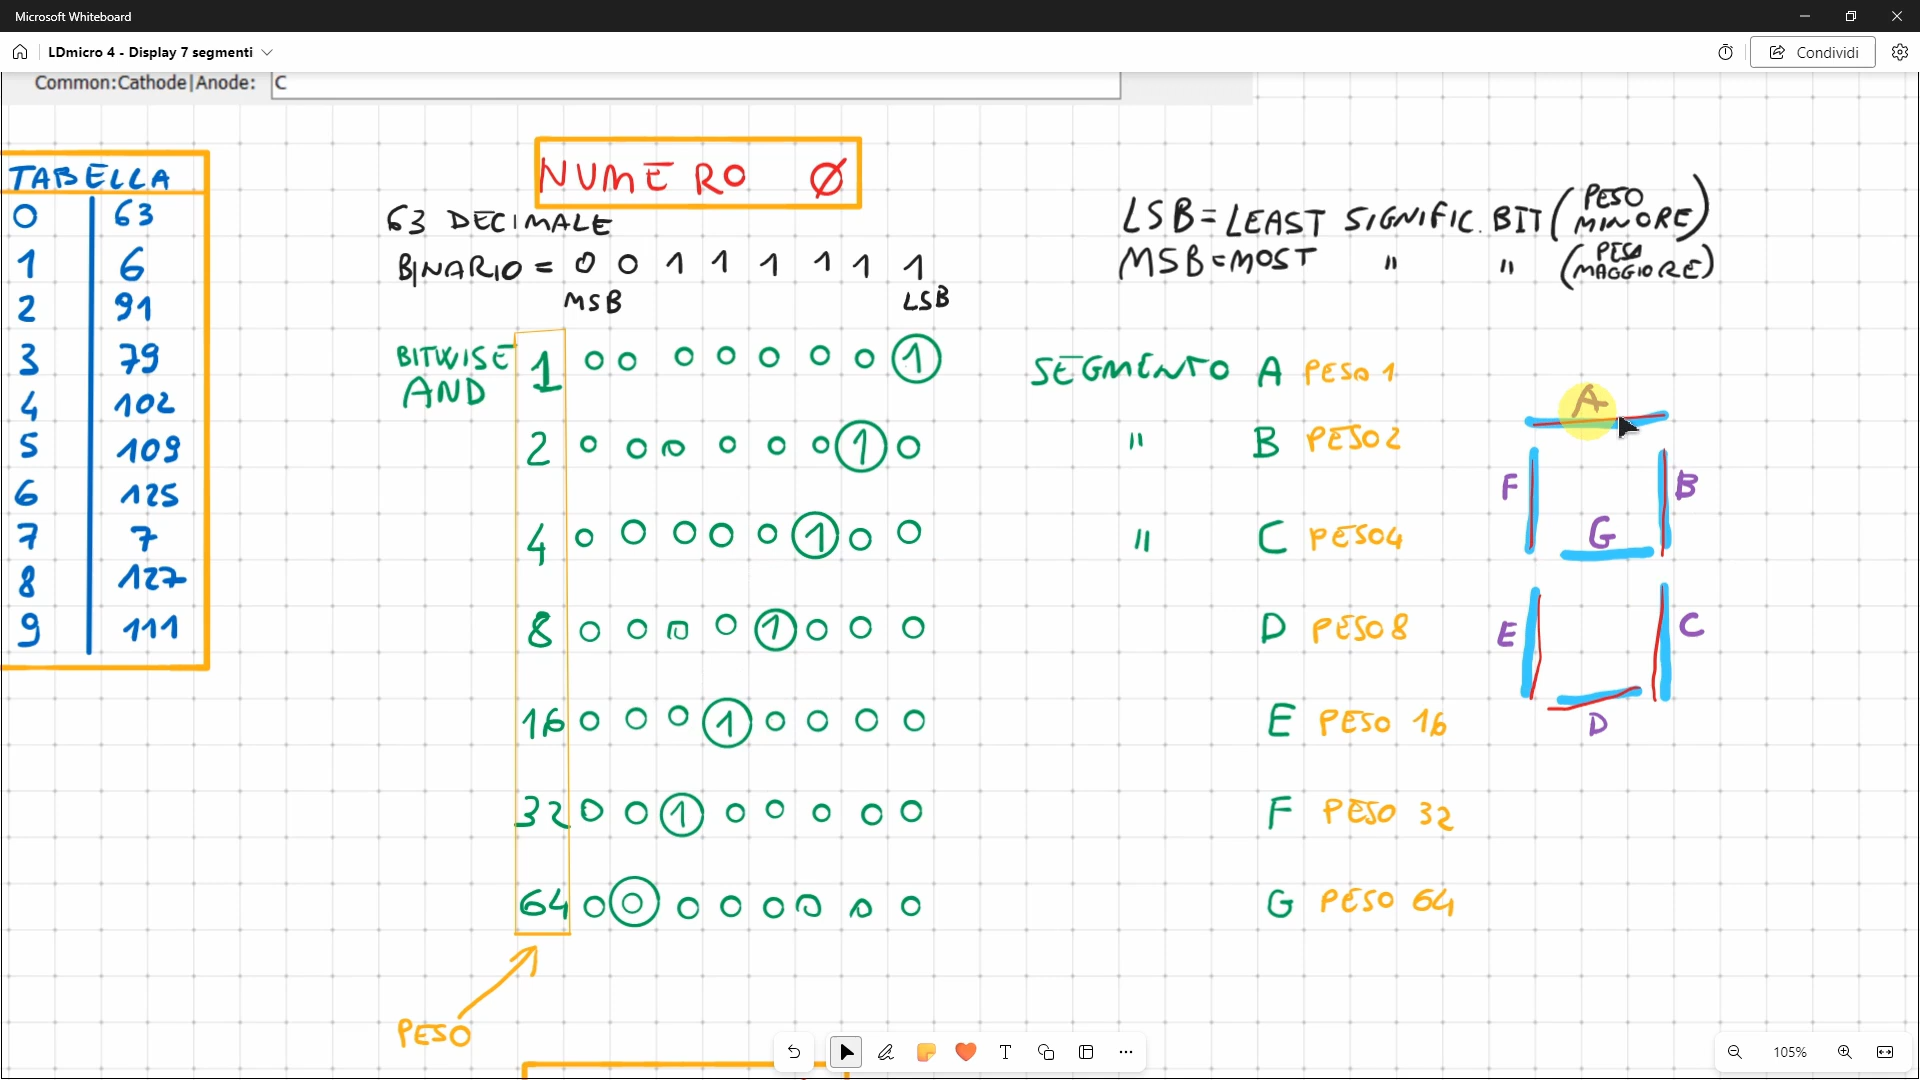 Microsoft Whiteboard
LDmicro 4 - Display 7 segmenti
Condividi
Common:Cathode|Anode: C
TABELLA
0 63
1 6
2 91
3 79
4 102
5 109
6 125
7 7
8 127
9 111
NUMERO 0
63 DECIMALE
BINARIO = 0 0 1 1 1 1 1 1
MSB LSB
LSB = LEAST SIGNIFIC. BIT (PESO MINORE)
MSB = MOST " " (PESO MAGGIORE)
BITWISE AND
1 0 0 0 0 0 0 0 1
2 0 0 0 0 0 0 1 0
4 0 0 0 0 0 1 0 0
8 0 0 0 0 1 0 0 0
16 0 0 0 1 0 0 0 0
32 0 0 1 0 0 0 0 0
64 0 0 0 0 0 0 0 0
PESO
SEGMENTO A PESO 1
" B PESO 2
" C PESO 4
D PESO 8
E PESO 16
F PESO 32
G PESO 64
A
F B
G
E C
D
105%